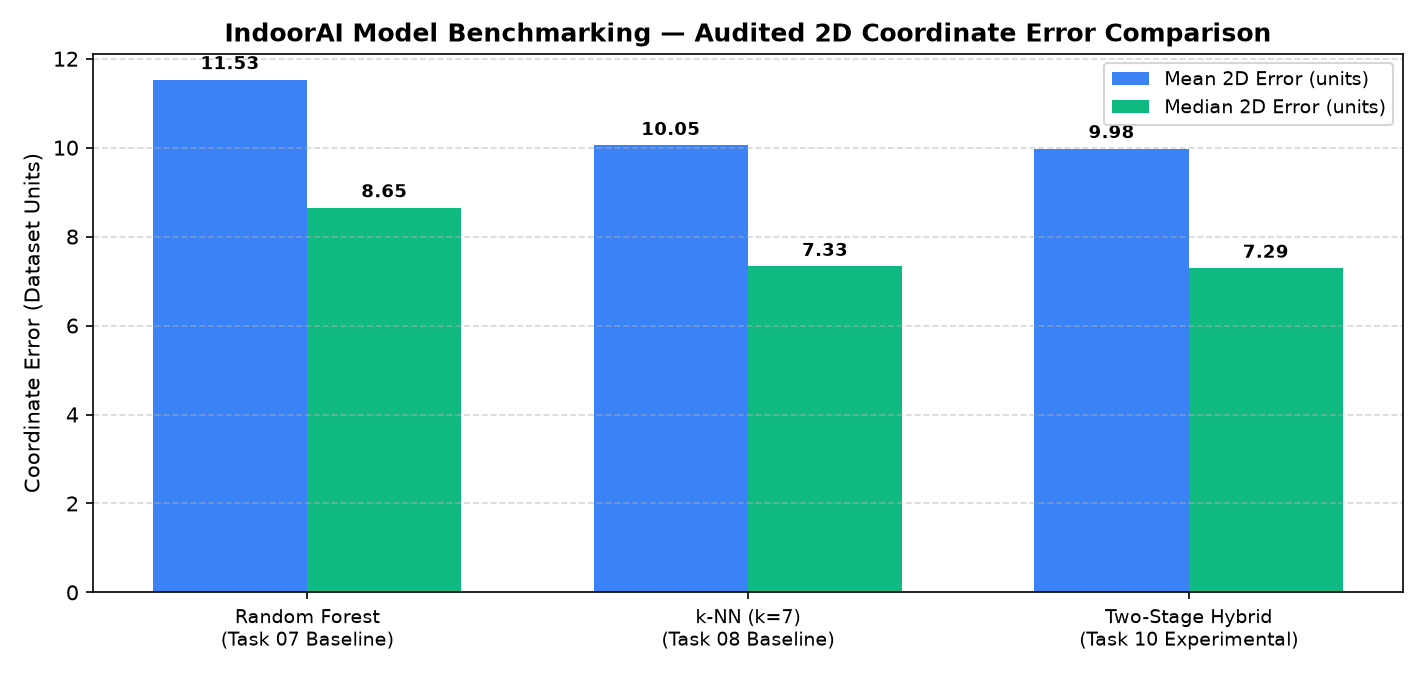 IndoorAI Model Benchmarking — Audited 2D Coordinate Error Comparison
Coordinate Error (Dataset Units)
12
10
8
6
4
2
0
11.53
8.65
10.05
7.33
9.98
7.29
Mean 2D Error (units)
Median 2D Error (units)
Random Forest
(Task 07 Baseline)
k-NN (k=7)
(Task 08 Baseline)
Two-Stage Hybrid
(Task 10 Experimental)